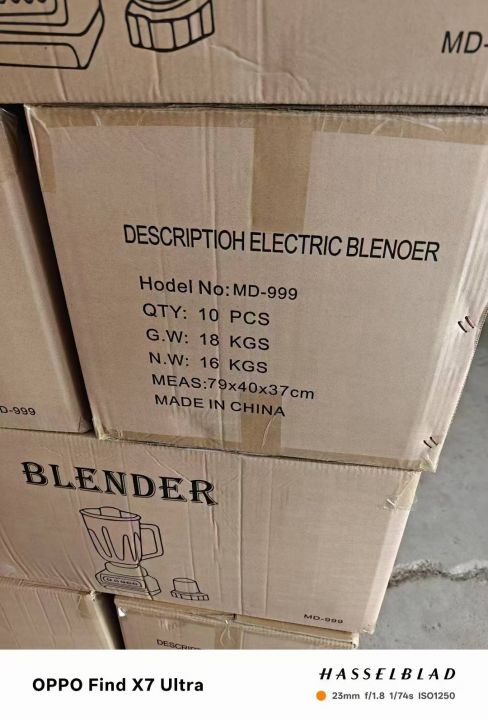 MD-
DESCRIPTIOH ELECTRIC BLENOER
Hodel No:MD-999
QTY: 10 PCS
G.W: 18 KGS
N.W: 16 KGS
MEAS:79x40x37cm
MADE IN CHINA
D-999
BLENDER
MD-999
DESCRIP
OPPO Find X7 Ultra
HASSELBLAD
23mm f/1.8 1/74s ISO1250